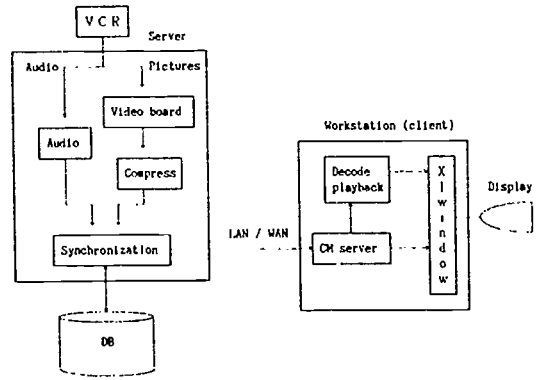 VCR
Server
Audio
Pictures
Video board
Audio
Compress
Synchronization
DB
Workstation (client)
Decode
playback
X
l
w
i
n
d
o
w
Display
LAN / WAN
CM server